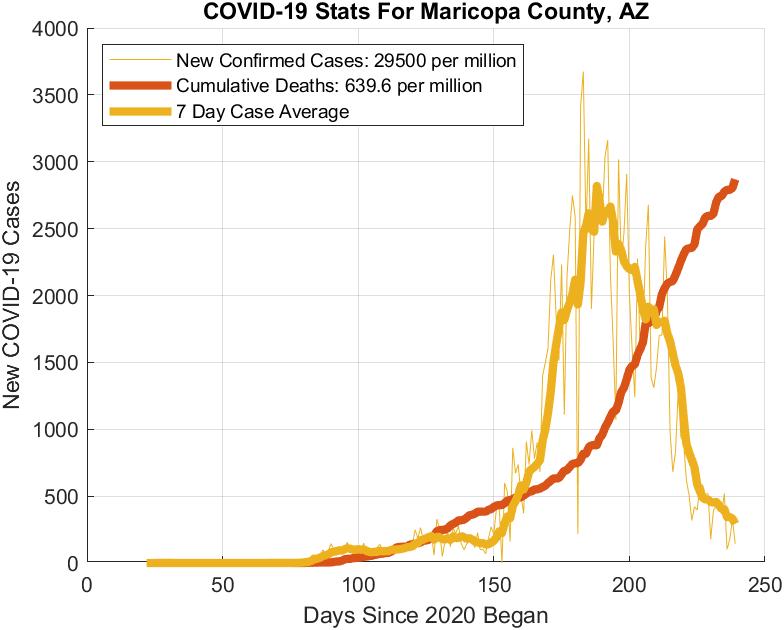 COVID-19 Stats For Maricopa County, AZ
New Confirmed Cases: 29500 per million
Cumulative Deaths: 639.6 per million
7 Day Case Average
4000
3500
3000
2500
2000
1500
1000
500
0
New COVID-19 Cases
0 50 100 150 200 250
Days Since 2020 Began